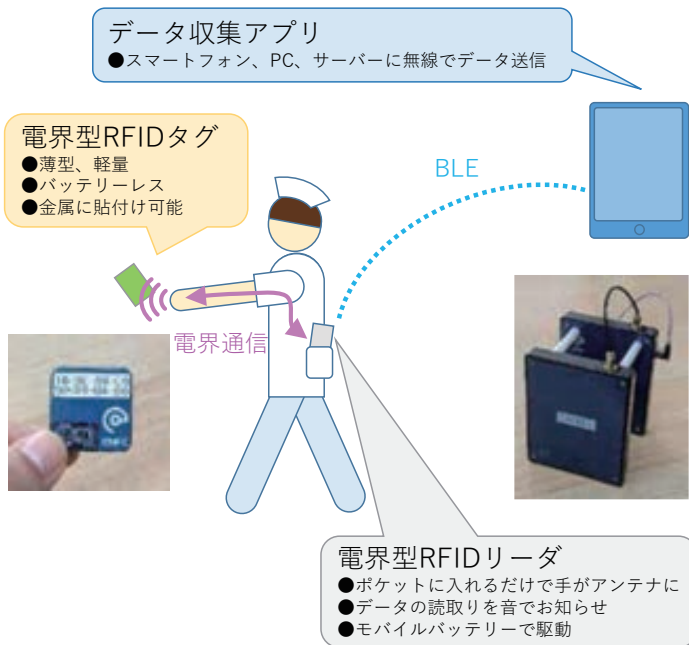 データ収集アプリ
●スマートフォン、PC、サーバーに無線でデータ送信
電界型RFIDタグ
●薄型、軽量
●バッテリーレス
●金属に貼付け可能
BLE
電界通信
電界型RFIDリーダ
●ポケットに入れるだけで手がアンテナに
●データの読取りを音でお知らせ
●モバイルバッテリーで駆動